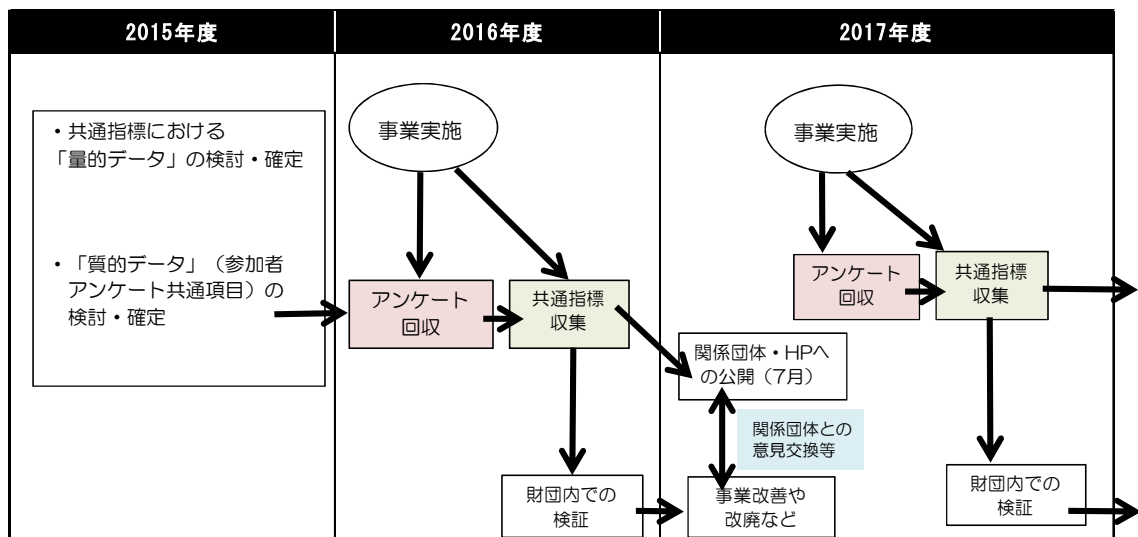 2015年度
2016年度
2017年度
・共通指標における
「量的データ」の検討・確定
・「質的データ」（参加者
アンケート共通項目）の
検討・確定
事業実施
アンケート
回収
共通指標
収集
財団内での
検証
事業実施
アンケート
回収
共通指標
収集
関係団体・HPへ
の公開（7月）
関係団体との
意見交換等
事業改善や
改廃など
財団内での
検証